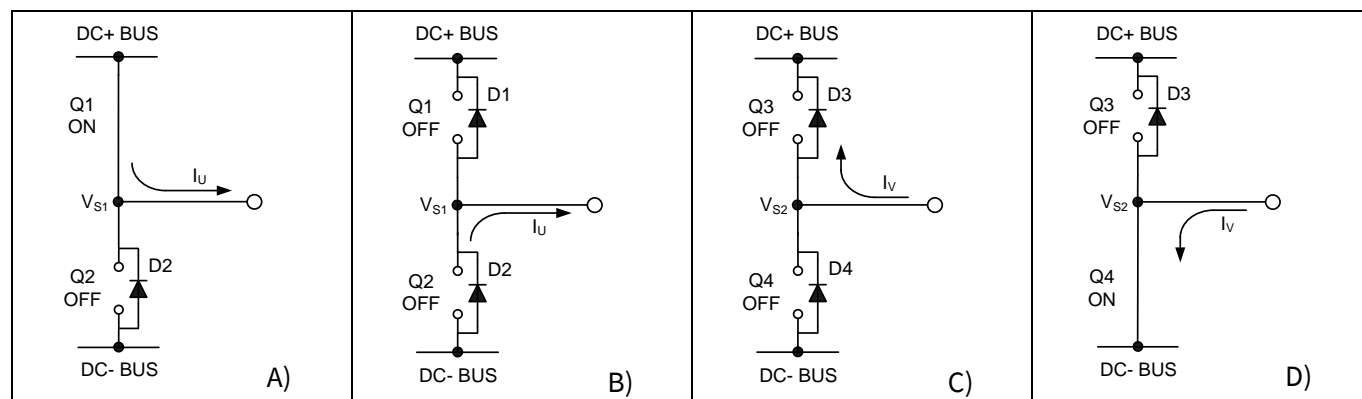 DC+ BUS
Q1
ON
I_U
V_S1
Q2
OFF
D2
DC- BUS
A)
DC+ BUS
Q1
OFF
D1
V_S1
I_U
Q2
OFF
D2
DC- BUS
B)
DC+ BUS
Q3
OFF
D3
I_V
V_S2
Q4
OFF
D4
DC- BUS
C)
DC+ BUS
Q3
OFF
D3
V_S2
I_V
Q4
ON
DC- BUS
D)